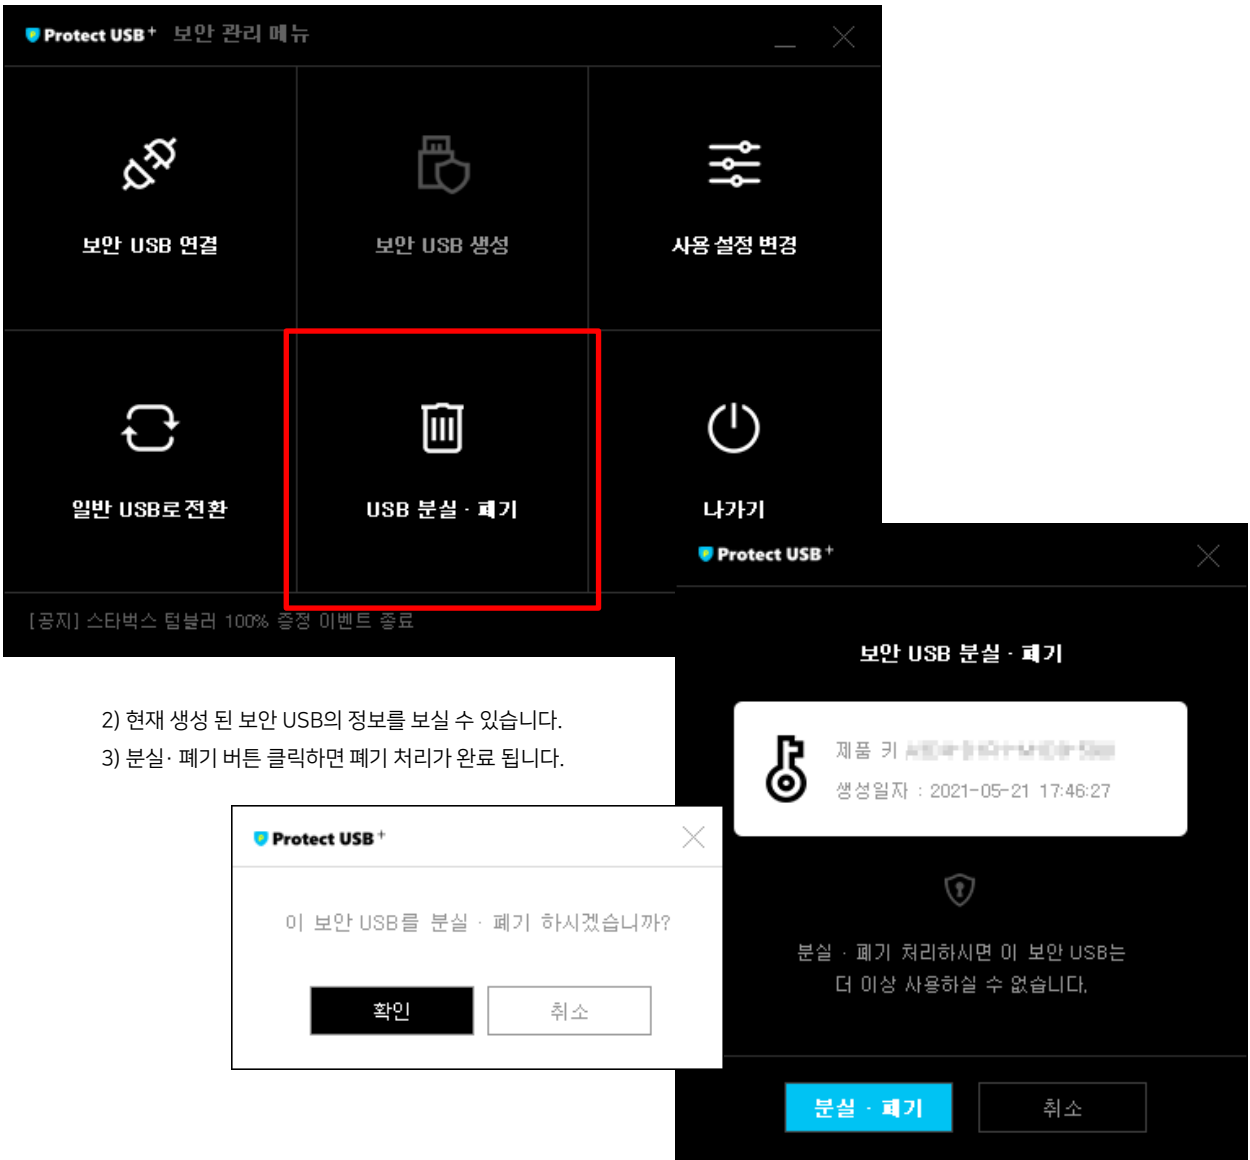 Protect USB+ 보안 관리 메뉴
보안 USB 연결
보안 USB 생성
사용 설정 변경
일반 USB로 전환
USB 분실 · 폐기
나가기
[공지] 스타벅스 텀블러 100% 증정 이벤트 종료
2) 현재 생성 된 보안 USB의 정보를 보실 수 있습니다.
3) 분실· 폐기 버튼 클릭하면 폐기 처리가 완료 됩니다.
Protect USB+
이 보안 USB를 분실 · 폐기 하시겠습니까?
확인
취소
Protect USB+
보안 USB 분실 · 폐기
제품 키
생성일자 : 2021-05-21 17:46:27
분실 · 폐기 처리하시면 이 보안 USB는
더 이상 사용하실 수 없습니다.
분실 · 폐기
취소